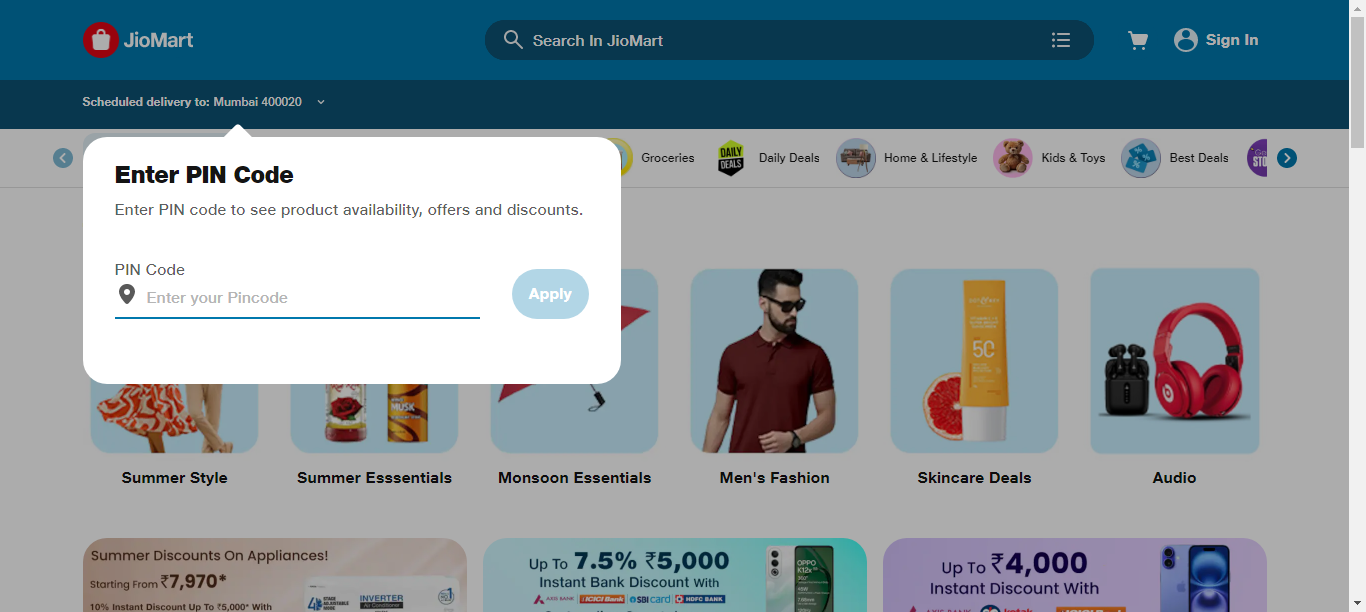 JioMart
Search In JioMart
Sign In
Scheduled delivery to: Mumbai 400020
Groceries
DAILY DEALS
Daily Deals
Home & Lifestyle
Kids & Toys
Best Deals
Enter PIN Code
Enter PIN code to see product availability, offers and discounts.
PIN Code
Enter your Pincode
Apply
MUSK
50
Summer Style
Summer Esssentials
Monsoon Essentials
Men's Fashion
Skincare Deals
Audio
Summer Discounts On Appliances!
Starting From ₹7,970*
10% Instant Discount Up To ₹5,000* With
INVERTER
Air Conditioner
Up To 7.5% ₹5,000
Instant Bank Discount With
AXIS BANK ICICI Bank SBI card HDFC BANK
OPPO
K12x
Up To ₹4,000
Instant Discount With